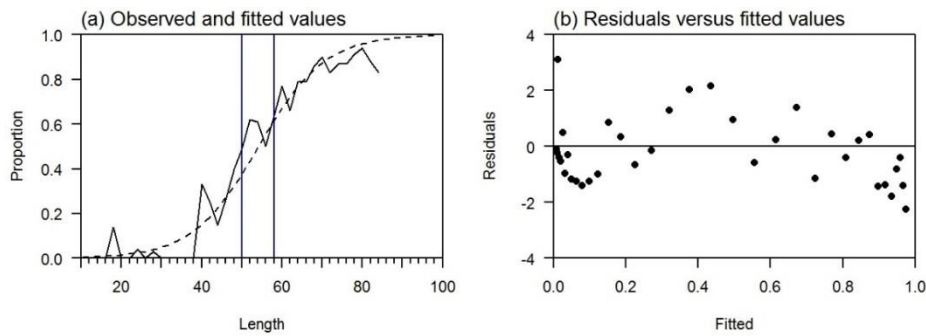 (a) Observed and fitted values
1.0
0.8
0.6
0.4
0.2
0.0
Proportion
20 40 60 80 100
Length
(b) Residuals versus fitted values
4
2
0
-2
-4
Residuals
0.0 0.2 0.4 0.6 0.8 1.0
Fitted